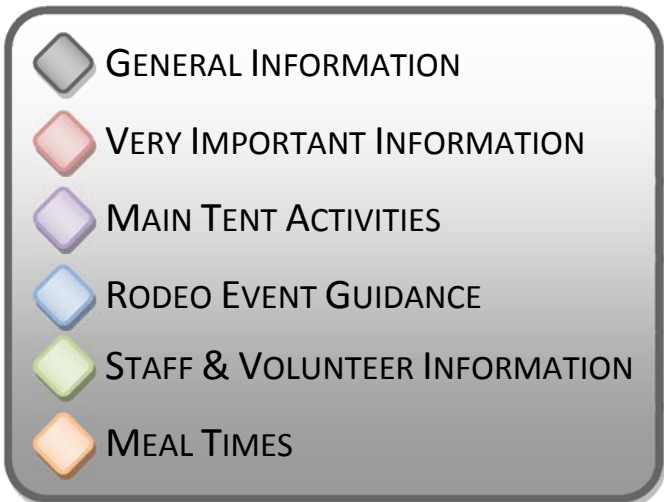 General Information
Very Important Information
Main Tent Activities
Rodeo Event Guidance
Staff & Volunteer Information
Meal Times